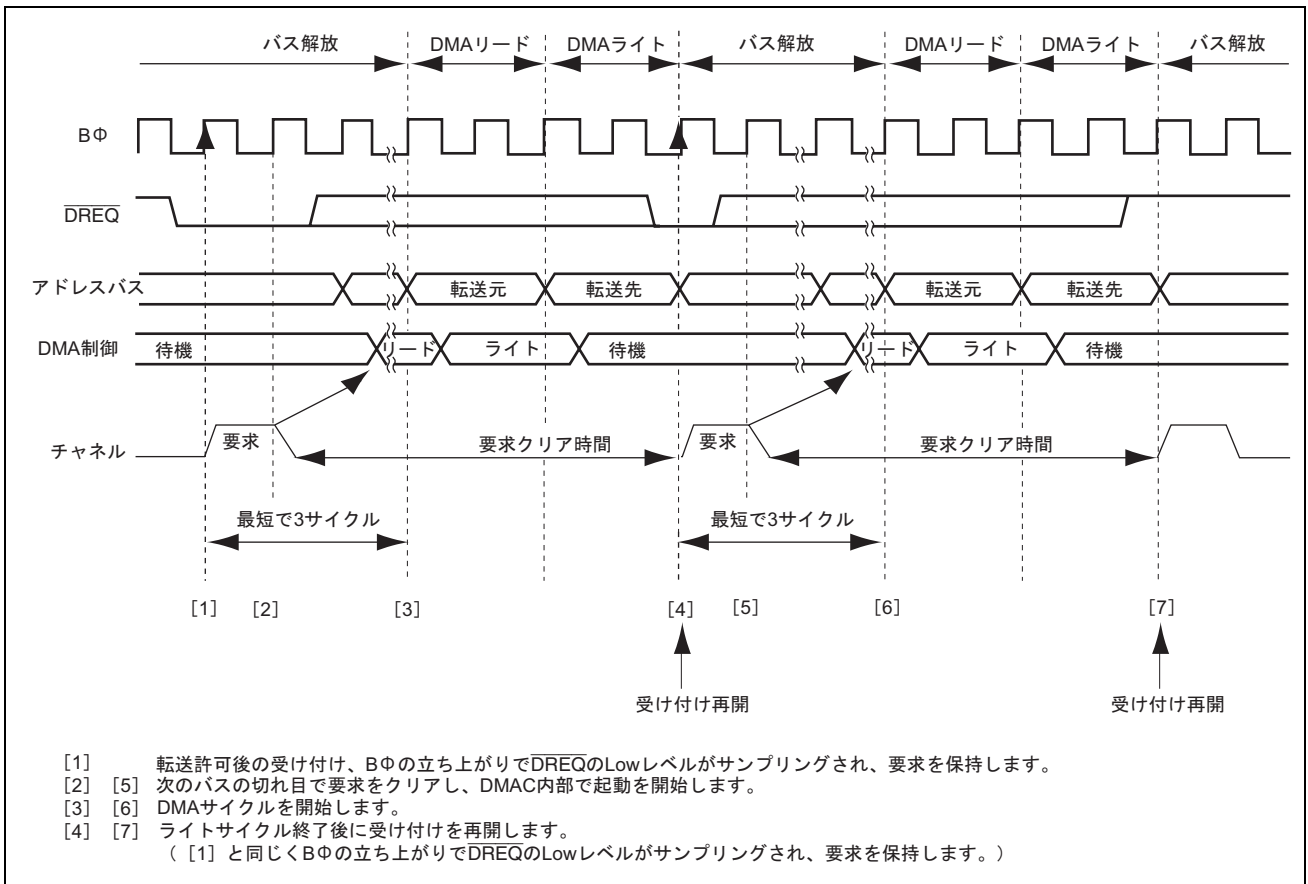 バス解放 DMAリード DMAライト バス解放 DMAリード DMAライト バス解放
BΦ
DREQ
アドレスバス 転送元 転送先 転送元 転送先
DMA制御 待機 リード ライト 待機 リード ライト 待機
チャネル 要求 要求クリア時間 要求 要求クリア時間
最短で3サイクル 最短で3サイクル
[1] [2] [3] [4] [5] [6] [7]
受け付け再開 受け付け再開
[1] 転送許可後の受け付け、BΦの立ち上がりでDREQのLowレベルがサンプリングされ、要求を保持します。
[2] [5] 次のバスの切れ目で要求をクリアし、DMAC内部で起動を開始します。
[3] [6] DMAサイクルを開始します。
[4] [7] ライトサイクル終了後に受け付けを再開します。
([1]と同じくBΦの立ち上がりでDREQのLowレベルがサンプリングされ、要求を保持します。)